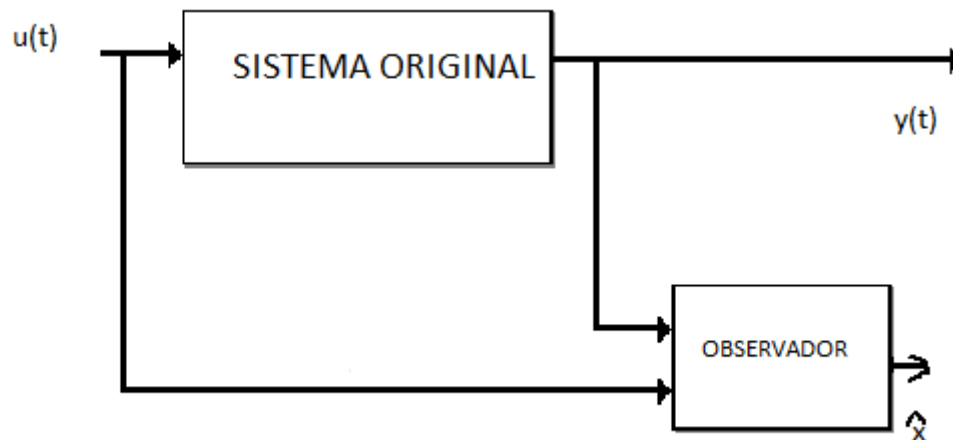 u(t)
SISTEMA ORIGINAL
y(t)
OBSERVADOR
x̂